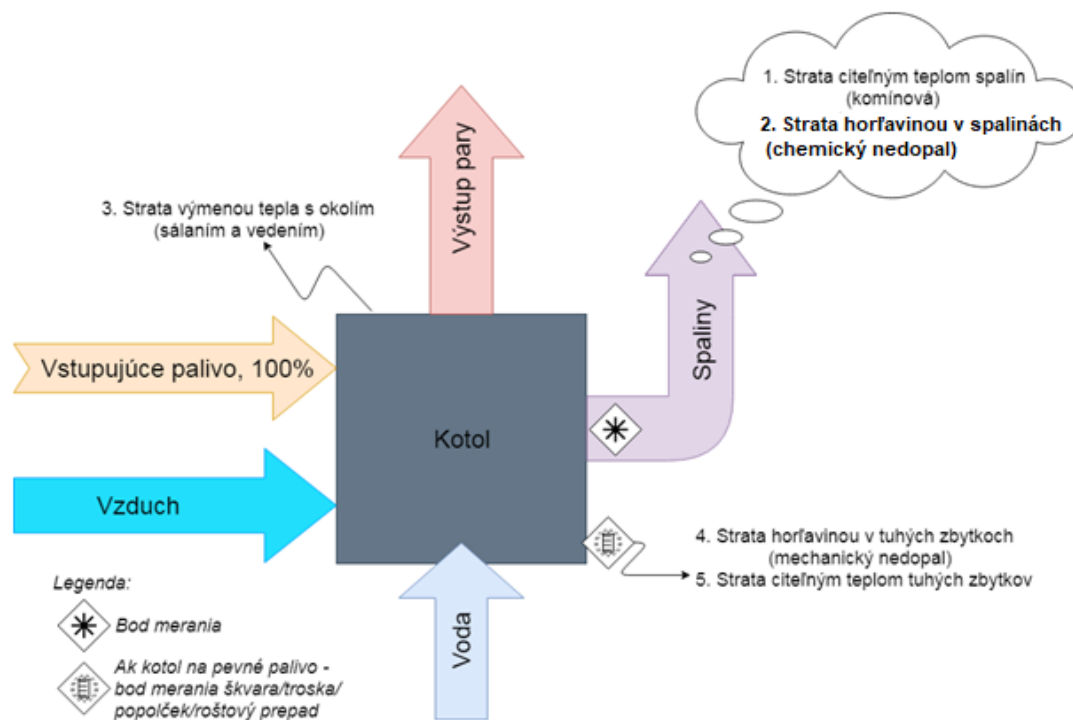 1. Strata citeľným teplom spalín
(komínová)
2. Strata horľavinou v spalinách
(chemický nedopal)
3. Strata výmenou tepla s okolím
(sálaním a vedením)
Výstup pary
Spaliny
Vstupujúce palivo, 100%
Kotol
Vzduch
4. Strata horľavinou v tuhých zbytkoch
(mechanický nedopal)
5. Strata citeľným teplom tuhých zbytkov
Voda
Legenda:
Bod merania
Ak kotol na pevné palivo -
bod merania škvara/troska/
popolček/roštový prepad